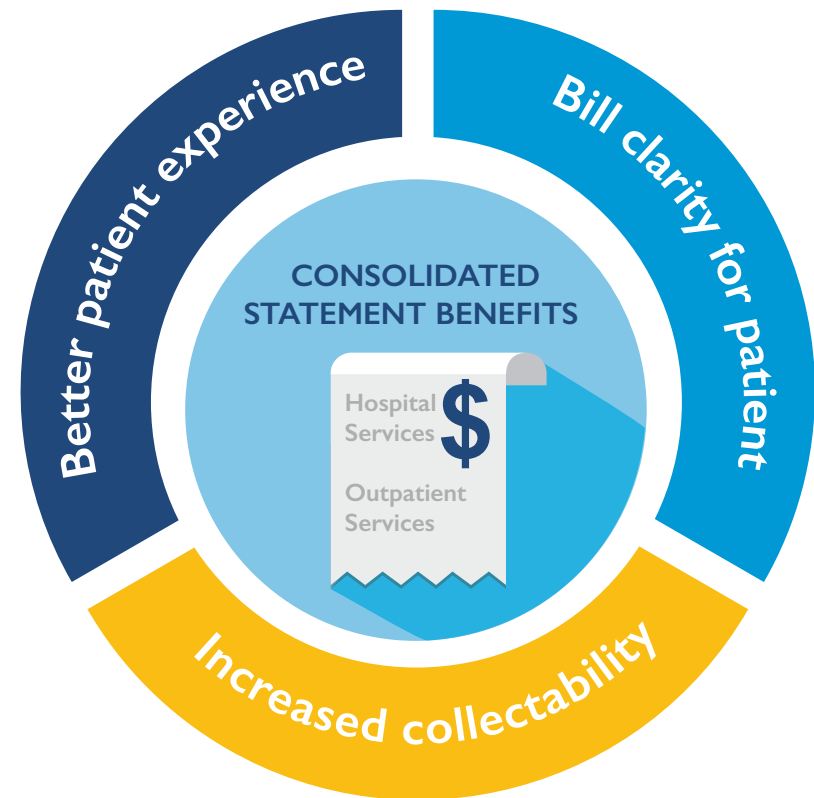 Better patient experience
Bill clarity for patient
CONSOLIDATED
STATEMENT BENEFITS
Hospital
Services
$
Outpatient
Services
Increased collectability